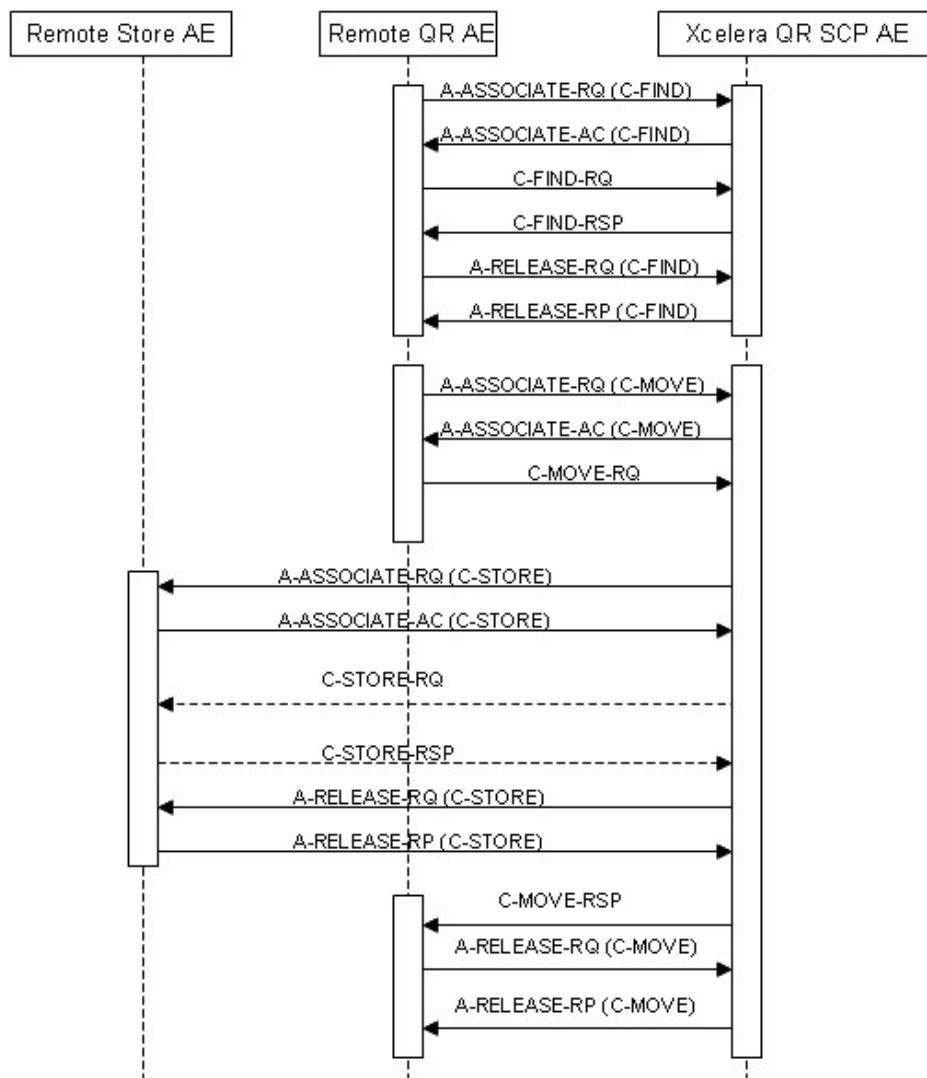 Remote Store AE
Remote QR AE
Xcelera QR SCP AE
A-ASSOCIATE-RQ (C-FIND)
A-ASSOCIATE-AC (C-FIND)
C-FIND-RQ
C-FIND-RSP
A-RELEASE-RQ (C-FIND)
A-RELEASE-RP (C-FIND)
A-ASSOCIATE-RQ (C-MOVE)
A-ASSOCIATE-AC (C-MOVE)
C-MOVE-RQ
A-ASSOCIATE-RQ (C-STORE)
A-ASSOCIATE-AC (C-STORE)
C-STORE-RQ
C-STORE-RSP
A-RELEASE-RQ (C-STORE)
A-RELEASE-RP (C-STORE)
C-MOVE-RSP
A-RELEASE-RQ (C-MOVE)
A-RELEASE-RP (C-MOVE)